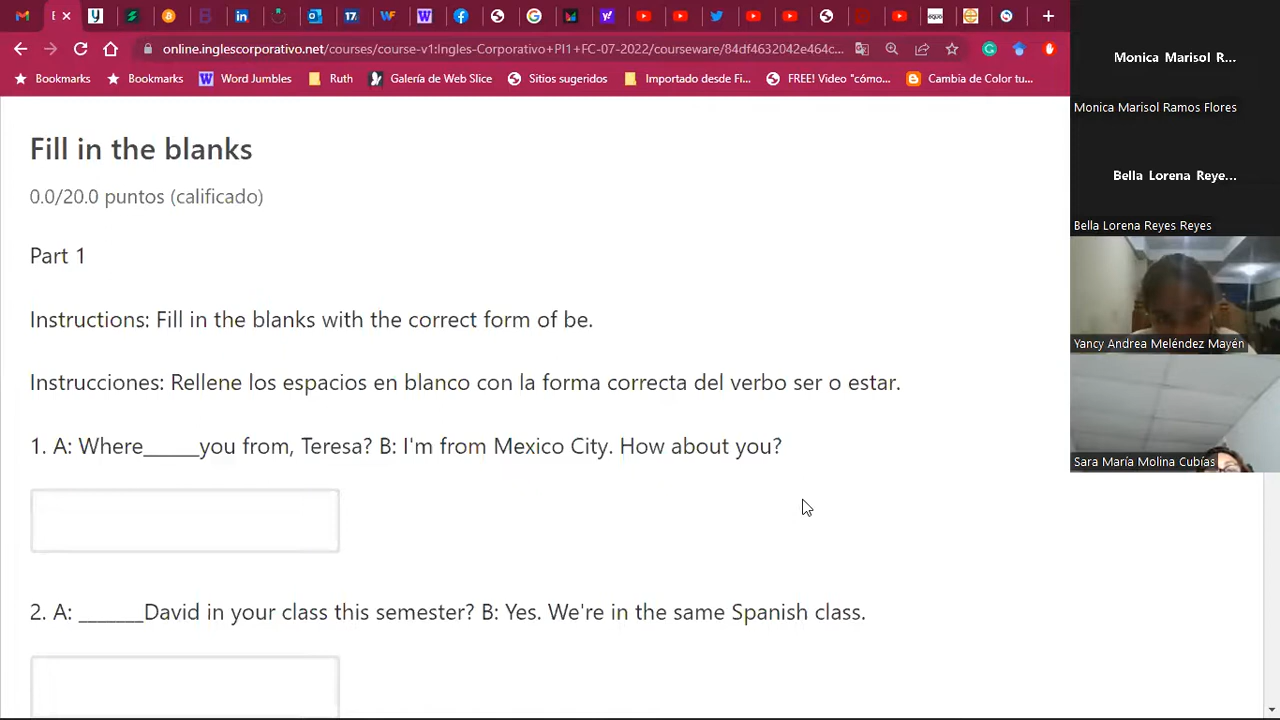 online.inglescorporativo.net/courses/course-v1:Ingles-Corporativo+PI1+FC-07-2022/courseware/84df4632042e464c...
Bookmarks Bookmarks Word Jumbles Ruth Galería de Web Slice Sitios sugeridos Importado desde Fi... FREE! Video "cómo... Cambia de Color tu...
Fill in the blanks
0.0/20.0 puntos (calificado)
Part 1
Instructions: Fill in the blanks with the correct form of be.
Instrucciones: Rellene los espacios en blanco con la forma correcta del verbo ser o estar.
1. A: Where______you from, Teresa? B: I'm from Mexico City. How about you?
2. A: _______David in your class this semester? B: Yes. We're in the same Spanish class.
Monica Marisol R...
Monica Marisol Ramos Flores
Bella Lorena Reye...
Bella Lorena Reyes Reyes
Yancy Andrea Meléndez Mayén
Sara María Molina Cubías